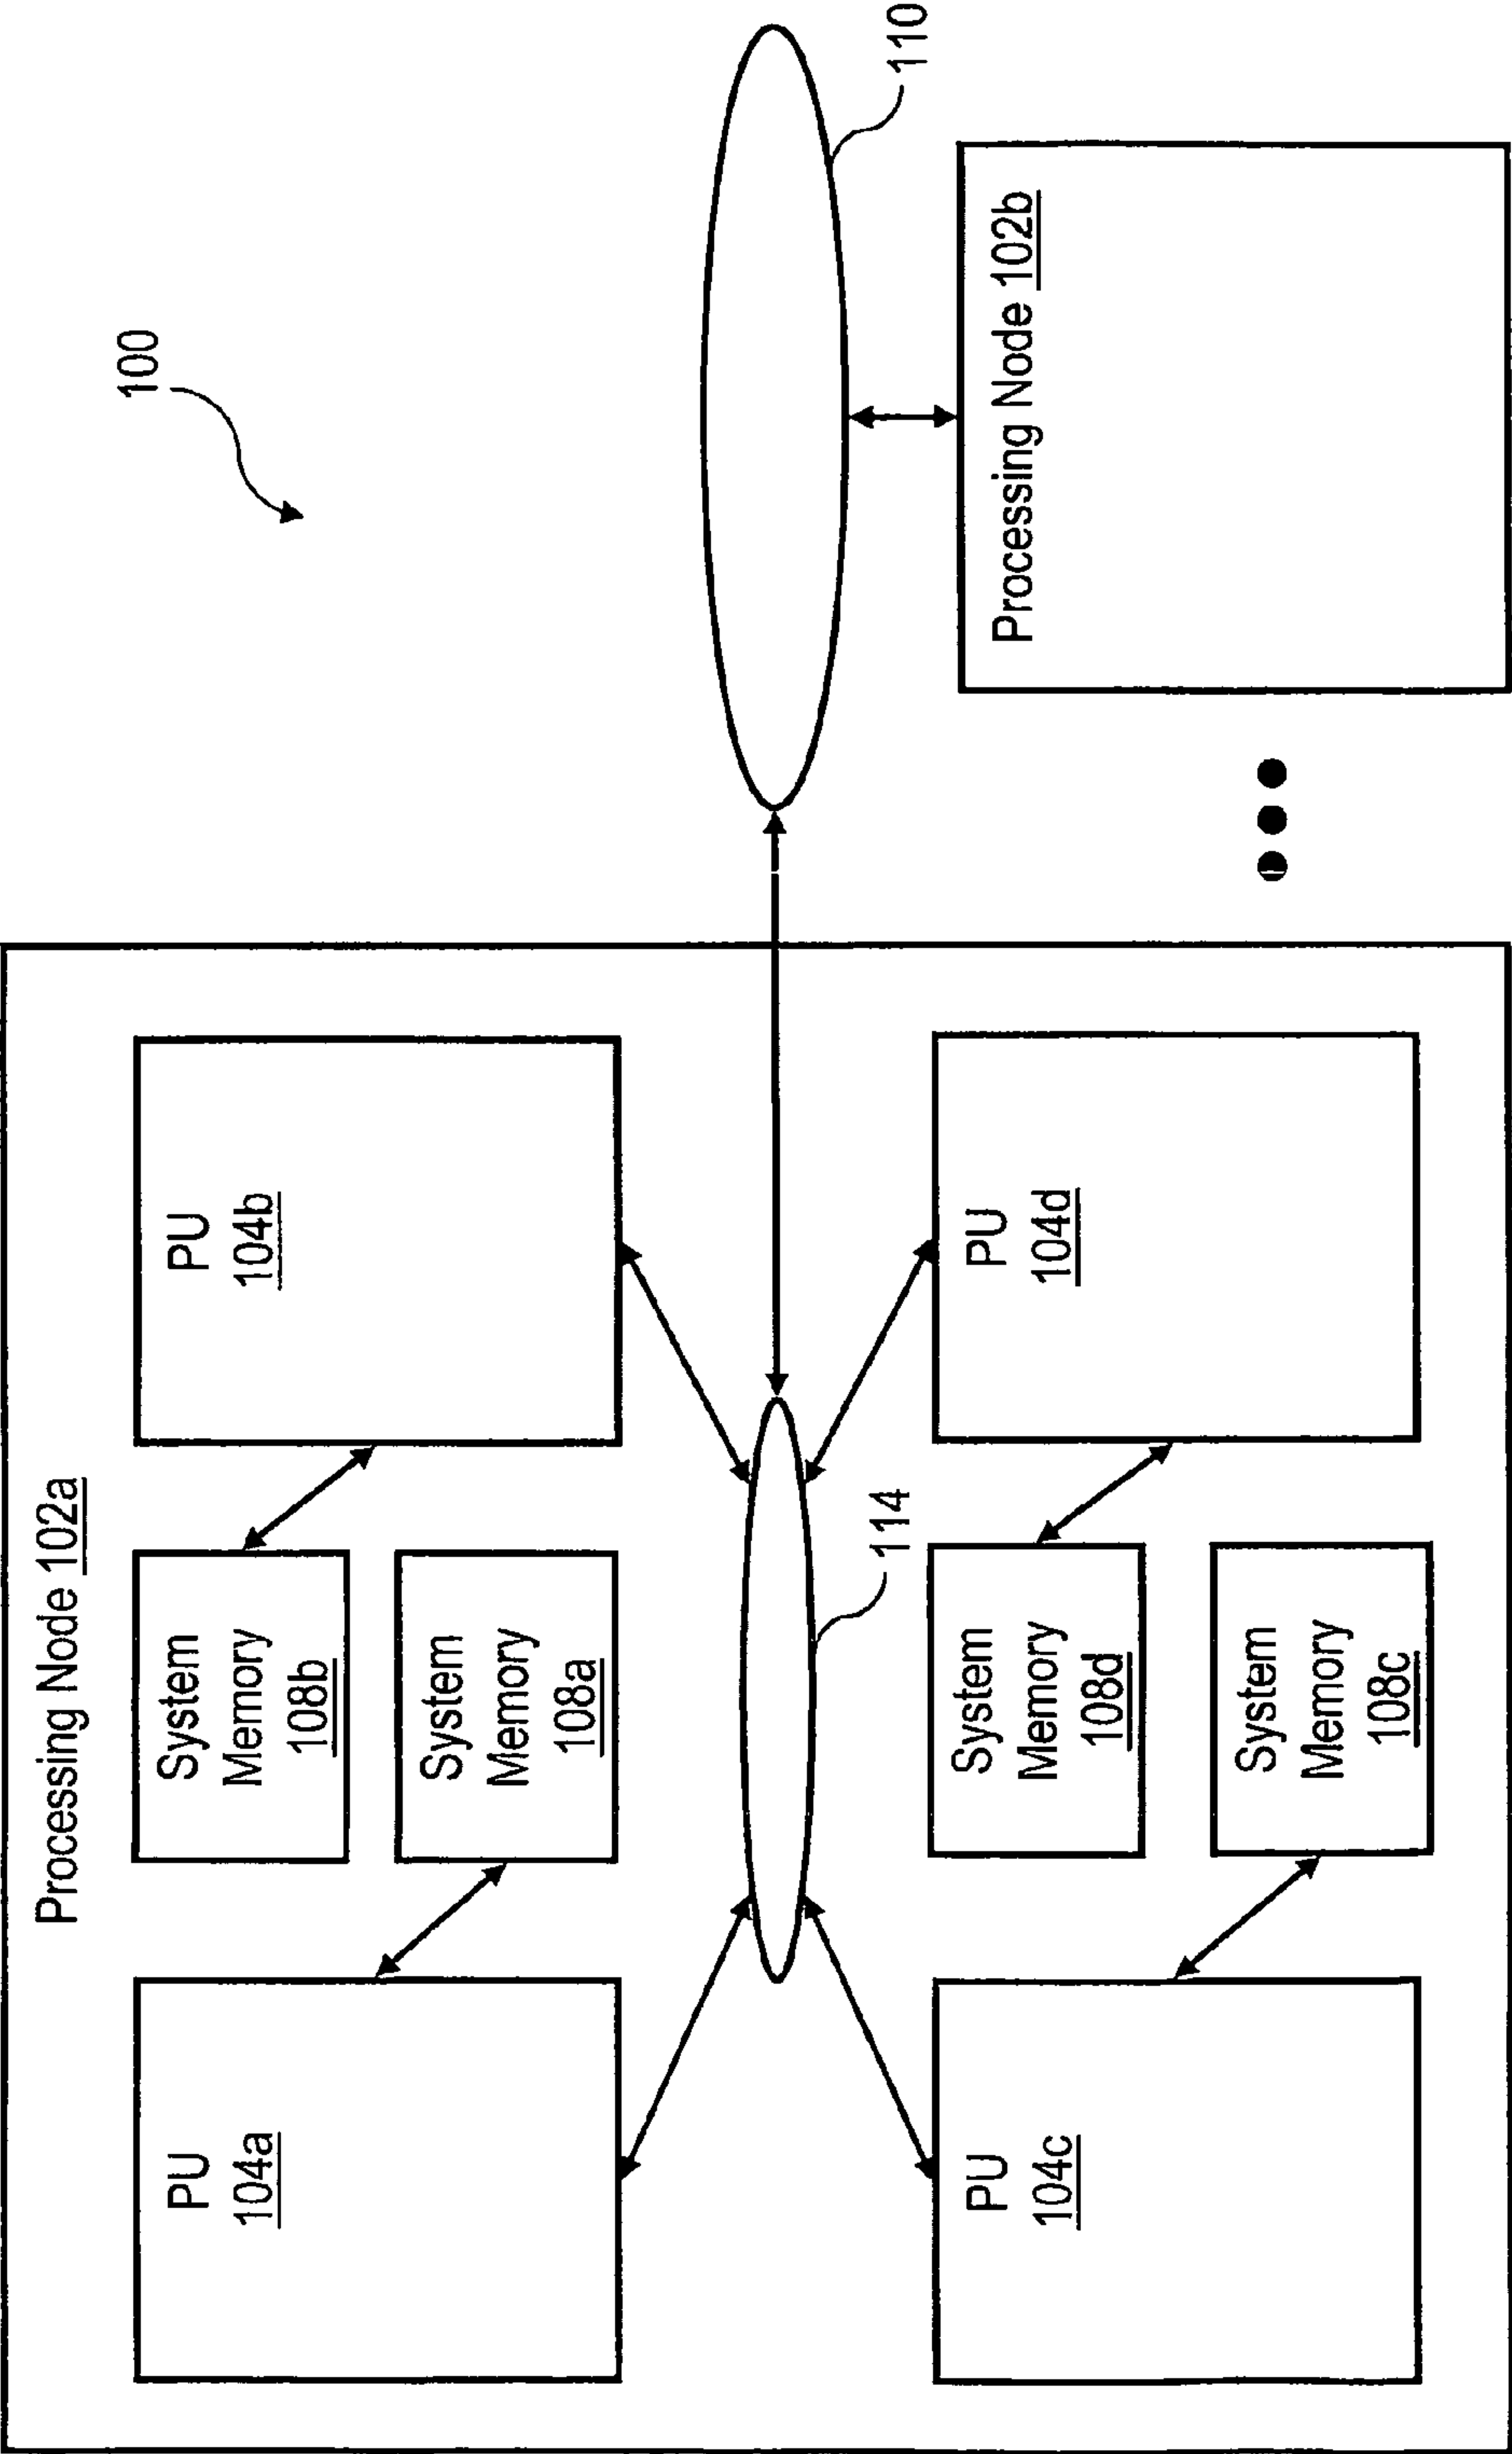 100
Processing Node 102a
PU
104a
System
Memory
108b
PU
104b
System
Memory
108a
110
114
PU
104c
System
Memory
108d
PU
104d
System
Memory
108c
Processing Node 102b